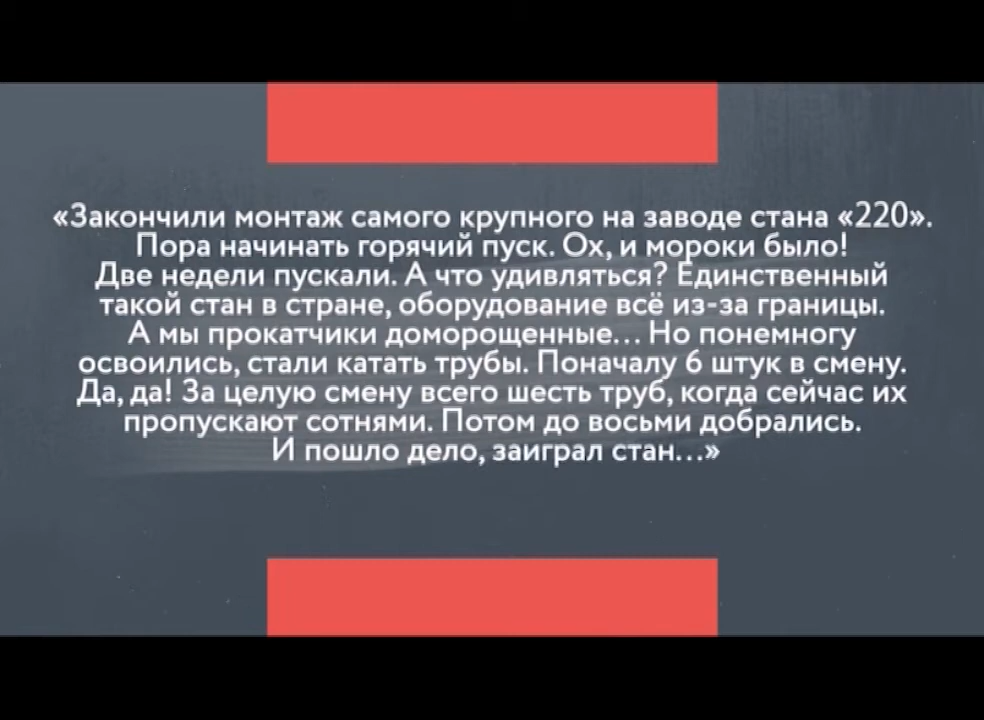 «Закончили монтаж самого крупного на заводе стана «220».
Пора начинать горячий пуск. Ох, и мороки было!
Две недели пускали. А что удивляться? Единственный
такой стан в стране, оборудование всё из-за границы.
А мы прокатчики доморощенные... Но понемногу
освоились, стали катать трубы. Поначалу 6 штук в смену.
Да, да! За целую смену всего шесть труб, когда сейчас их
пропускают сотнями. Потом до восьми добрались.
И пошло дело, заиграл стан...»